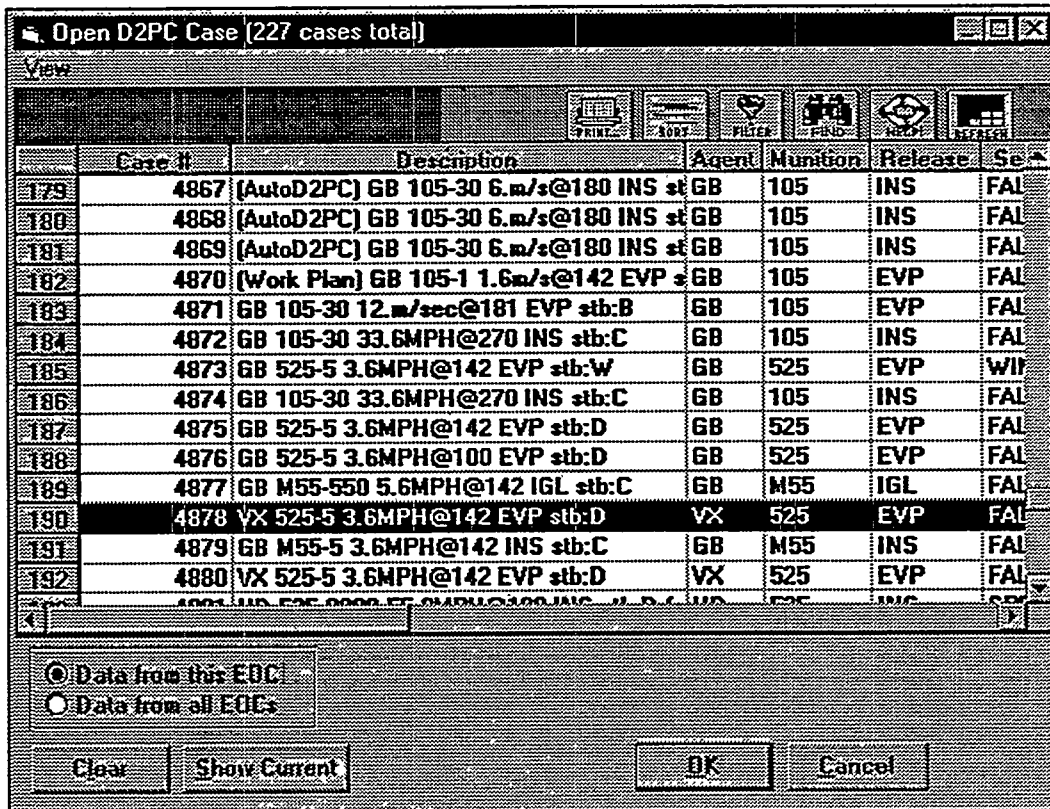 Open D2PC Case (227 cases total)
View
PRINT... SORT FILTER FIND HELP! REFRESH
Case # Description Agent Munition Release Se
179 4867 (AutoD2PC) GB 105-30 6.m/s@180 INS st GB 105 INS FAL
180 4868 (AutoD2PC) GB 105-30 6.m/s@180 INS st GB 105 INS FAL
181 4869 (AutoD2PC) GB 105-30 6.m/s@180 INS st GB 105 INS FAL
182 4870 (Work Plan) GB 105-1 1.6m/s@142 EVP s GB 105 EVP FAL
183 4871 GB 105-30 12.m/sec@181 EVP stb:B GB 105 EVP FAL
184 4872 GB 105-30 33.6MPH@270 INS stb:C GB 105 INS FAL
185 4873 GB 525-5 3.6MPH@142 EVP stb:W GB 525 EVP WIN
186 4874 GB 105-30 33.6MPH@270 INS stb:C GB 105 INS FAL
187 4875 GB 525-5 3.6MPH@142 EVP stb:D GB 525 EVP FAL
188 4876 GB 525-5 3.6MPH@100 EVP stb:D GB 525 EVP FAL
189 4877 GB M55-550 5.6MPH@142 IGL stb:C GB M55 IGL FAL
190 4878 VX 525-5 3.6MPH@142 EVP stb:D VX 525 EVP FAL
191 4879 GB M55-5 3.6MPH@142 INS stb:C GB M55 INS FAL
192 4880 VX 525-5 3.6MPH@142 EVP stb:D VX 525 EVP FAL
Data from this EOC
Data from all EOCs
Clear Show Current OK Cancel